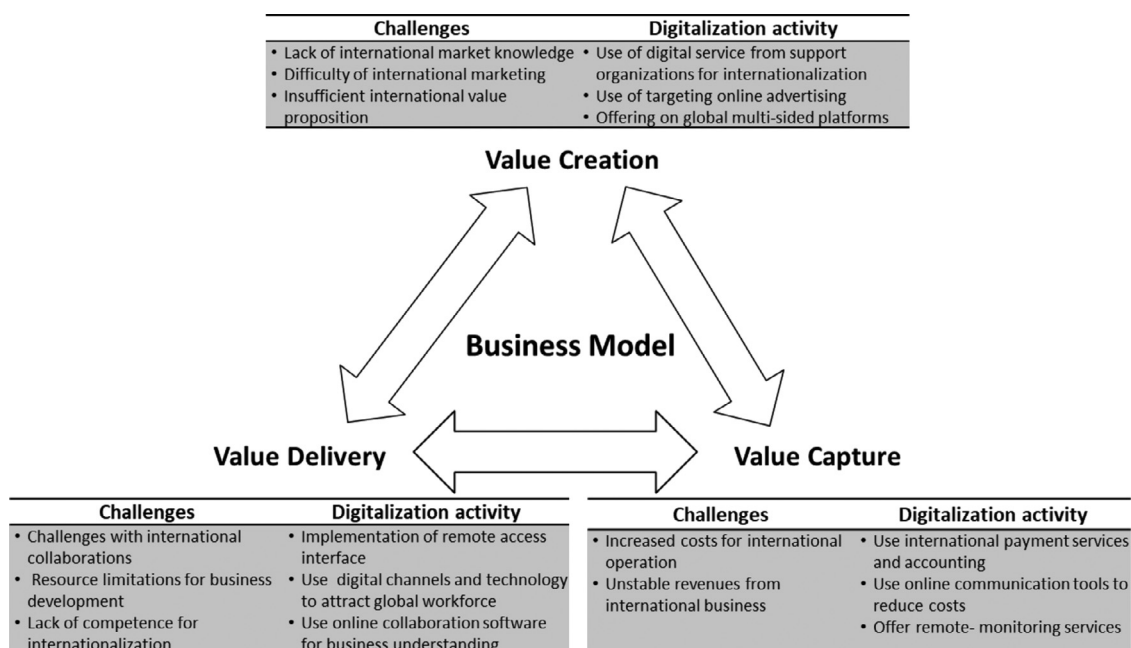 Challenges Digitalization activity
• Lack of international market knowledge
• Difficulty of international marketing
• Insufficient international value
proposition
• Use of digital service from support
organizations for internationalization
• Use of targeting online advertising
• Offering on global multi-sided platforms
Value Creation
Business Model
Value Delivery
Value Capture
Challenges Digitalization activity
• Challenges with international
collaborations
• Resource limitations for business
development
• Lack of competence for
internationalization
• Implementation of remote access
interface
• Use digital channels and technology
to attract global workforce
• Use online collaboration software
for business understanding
Challenges Digitalization activity
• Increased costs for international
operation
• Unstable revenues from
international business
• Use international payment services
and accounting
• Use online communication tools to
reduce costs
• Offer remote- monitoring services